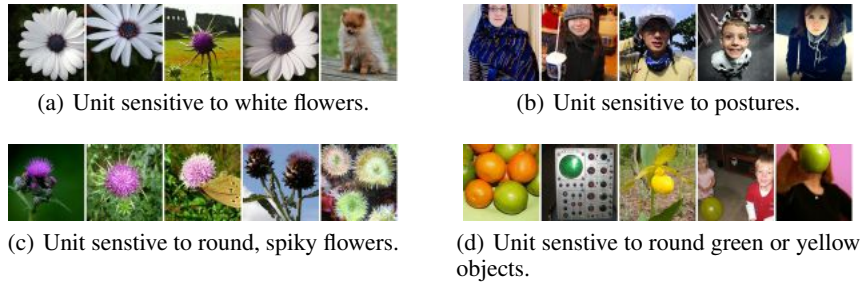 (a) Unit sensitive to white flowers.
(b) Unit sensitive to postures.
(c) Unit senstive to round, spiky flowers.
(d) Unit senstive to round green or yellow
objects.